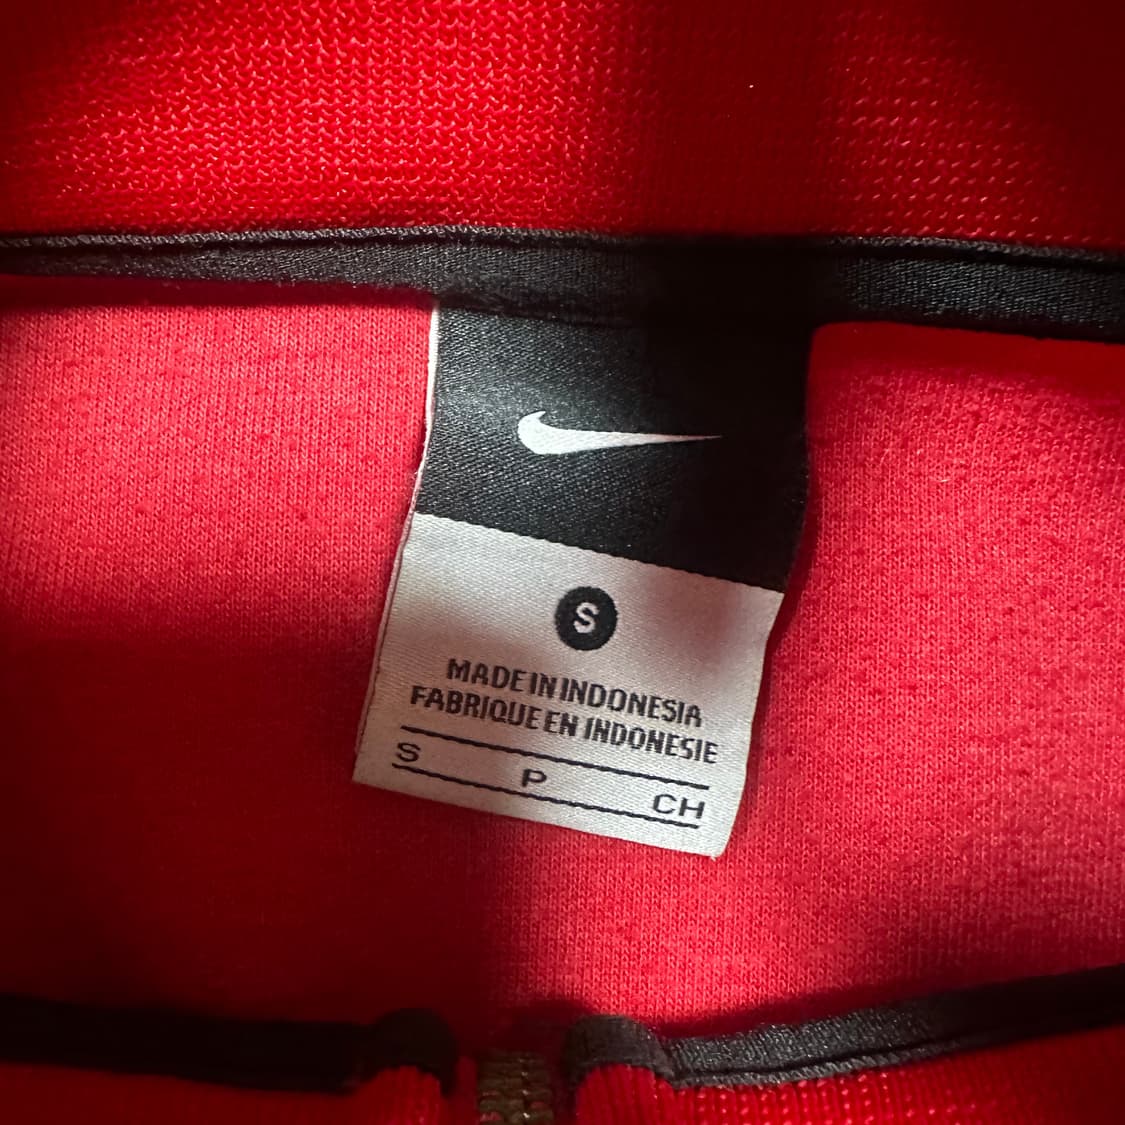 S
MADE IN INDONESIA
FABRIQUE EN INDONESIE
S P CH